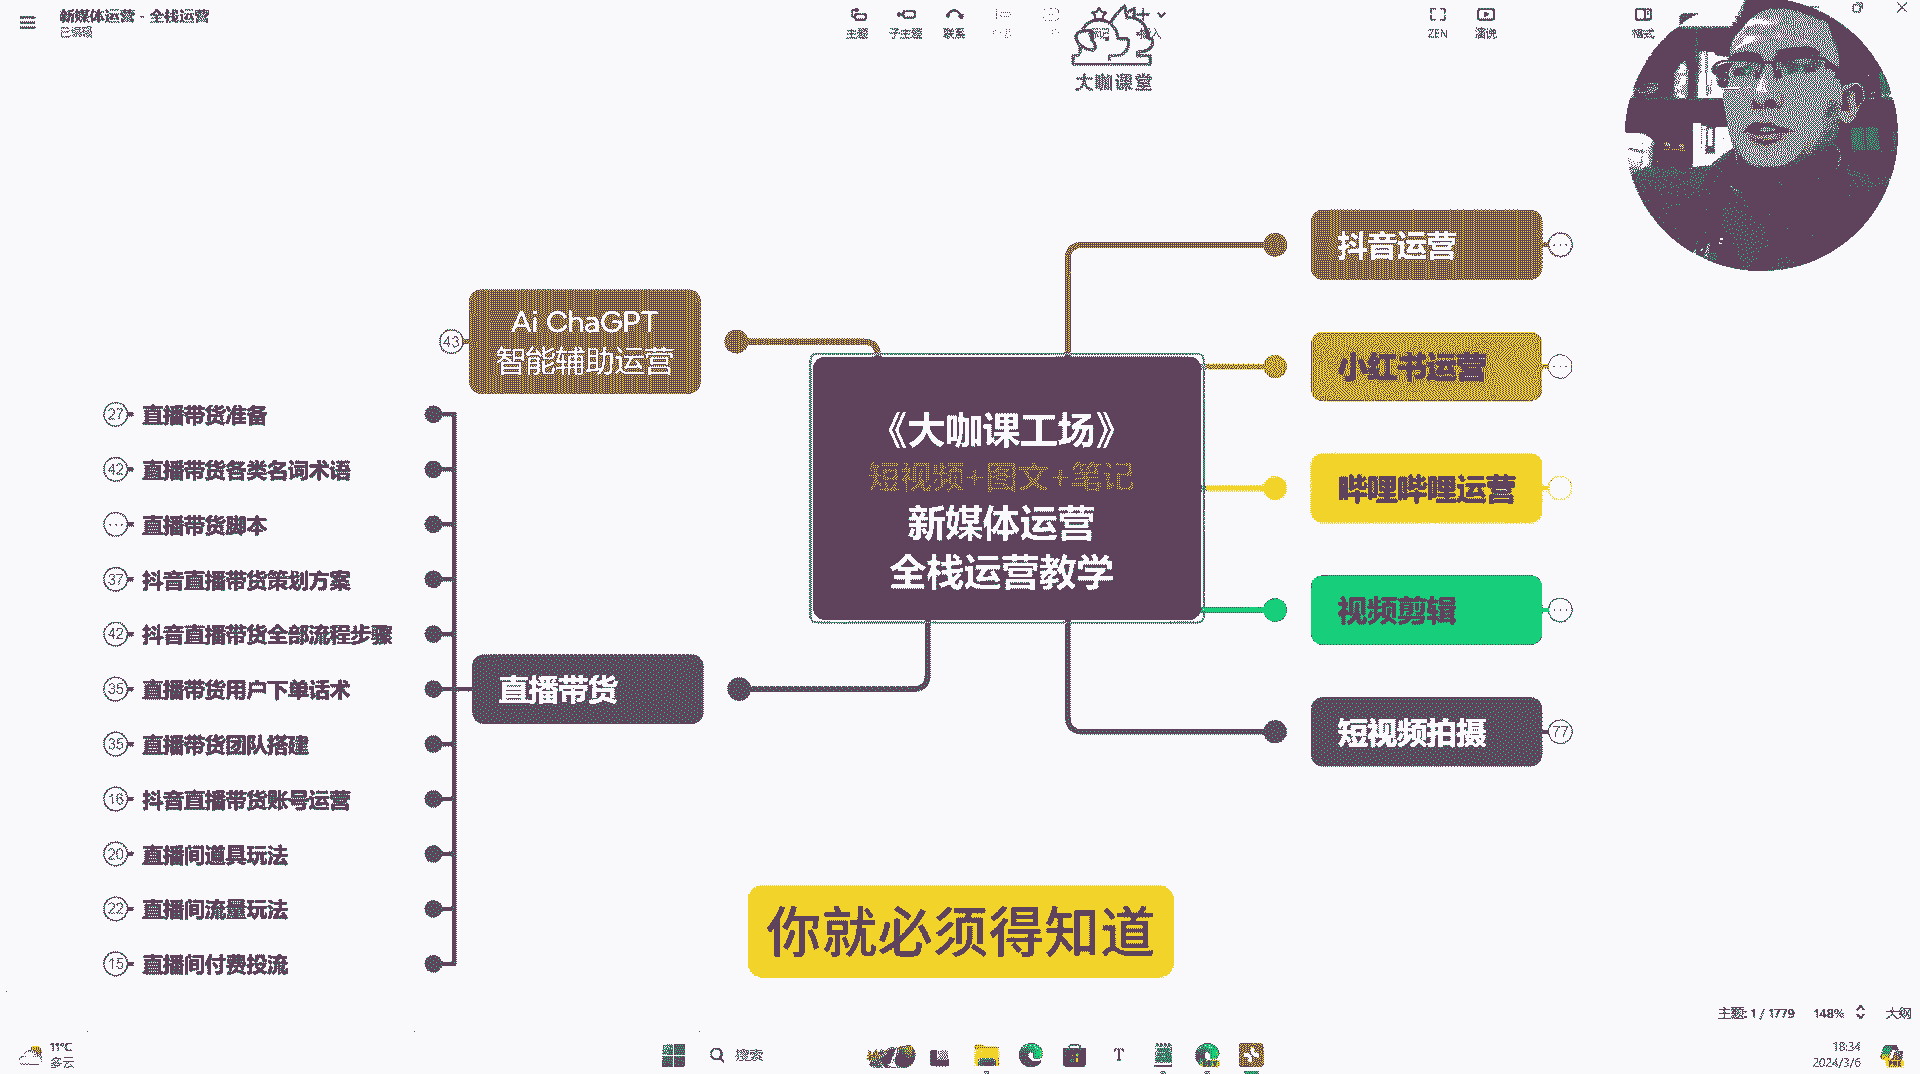 新媒体运营 - 全栈运营
已编辑
主题
子主题
联系
ZEN
演说
格式
大咖课堂
抖音运营
小红书运营
哔哩哔哩运营
视频剪辑
短视频拍摄
77
《大咖课工场》
短视频+图文+笔记
新媒体运营
全栈运营教学
43
Ai ChaGPT
智能辅助运营
直播带货
27 直播带货准备
42 直播带货各类名词术语
直播带货脚本
37 抖音直播带货策划方案
42 抖音直播带货全部流程步骤
35 直播带货用户下单话术
35 直播带货团队搭建
16 抖音直播带货账号运营
20 直播间道具玩法
22 直播间流量玩法
15 直播间付费投流
你就必须得知道
主题: 1 / 1779
148%
大纲
11°C
多云
搜索
18:34
2024/3/6